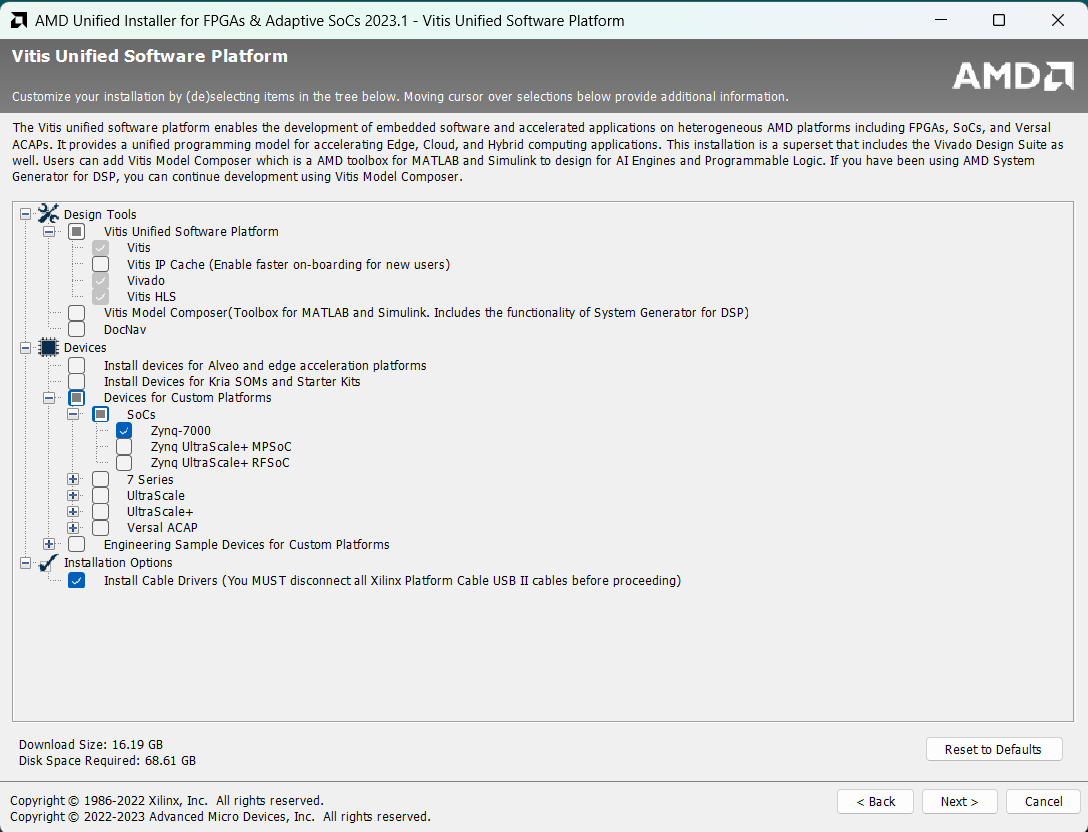 AMD Unified Installer for FPGAs & Adaptive SoCs 2023.1 - Vitis Unified Software Platform
Vitis Unified Software Platform
AMD
Customize your installation by (de)selecting items in the tree below. Moving cursor over selections below provide additional information.
The Vitis unified software platform enables the development of embedded software and accelerated applications on heterogeneous AMD platforms including FPGAs, SoCs, and Versal
ACAPs. It provides a unified programming model for accelerating Edge, Cloud, and Hybrid computing applications. This installation is a superset that includes the Vivado Design Suite as
well. Users can add Vitis Model Composer which is a AMD toolbox for MATLAB and Simulink to design for AI Engines and Programmable Logic. If you have been using AMD System
Generator for DSP, you can continue development using Vitis Model Composer.
Design Tools
Vitis Unified Software Platform
Vitis
Vitis IP Cache (Enable faster on-boarding for new users)
Vivado
Vitis HLS
Vitis Model Composer(Toolbox for MATLAB and Simulink. Includes the functionality of System Generator for DSP)
DocNav
Devices
Install devices for Alveo and edge acceleration platforms
Install Devices for Kria SOMs and Starter Kits
Devices for Custom Platforms
SoCs
Zynq-7000
Zynq UltraScale+ MPSoC
Zynq UltraScale+ RFSoC
7 Series
UltraScale
UltraScale+
Versal ACAP
Engineering Sample Devices for Custom Platforms
Installation Options
Install Cable Drivers (You MUST disconnect all Xilinx Platform Cable USB II cables before proceeding)
Download Size: 16.19 GB
Disk Space Required: 68.61 GB
Reset to Defaults
Copyright © 1986-2022 Xilinx, Inc.  All rights reserved.
Copyright © 2022-2023 Advanced Micro Devices, Inc.  All rights reserved.
< Back
Next >
Cancel